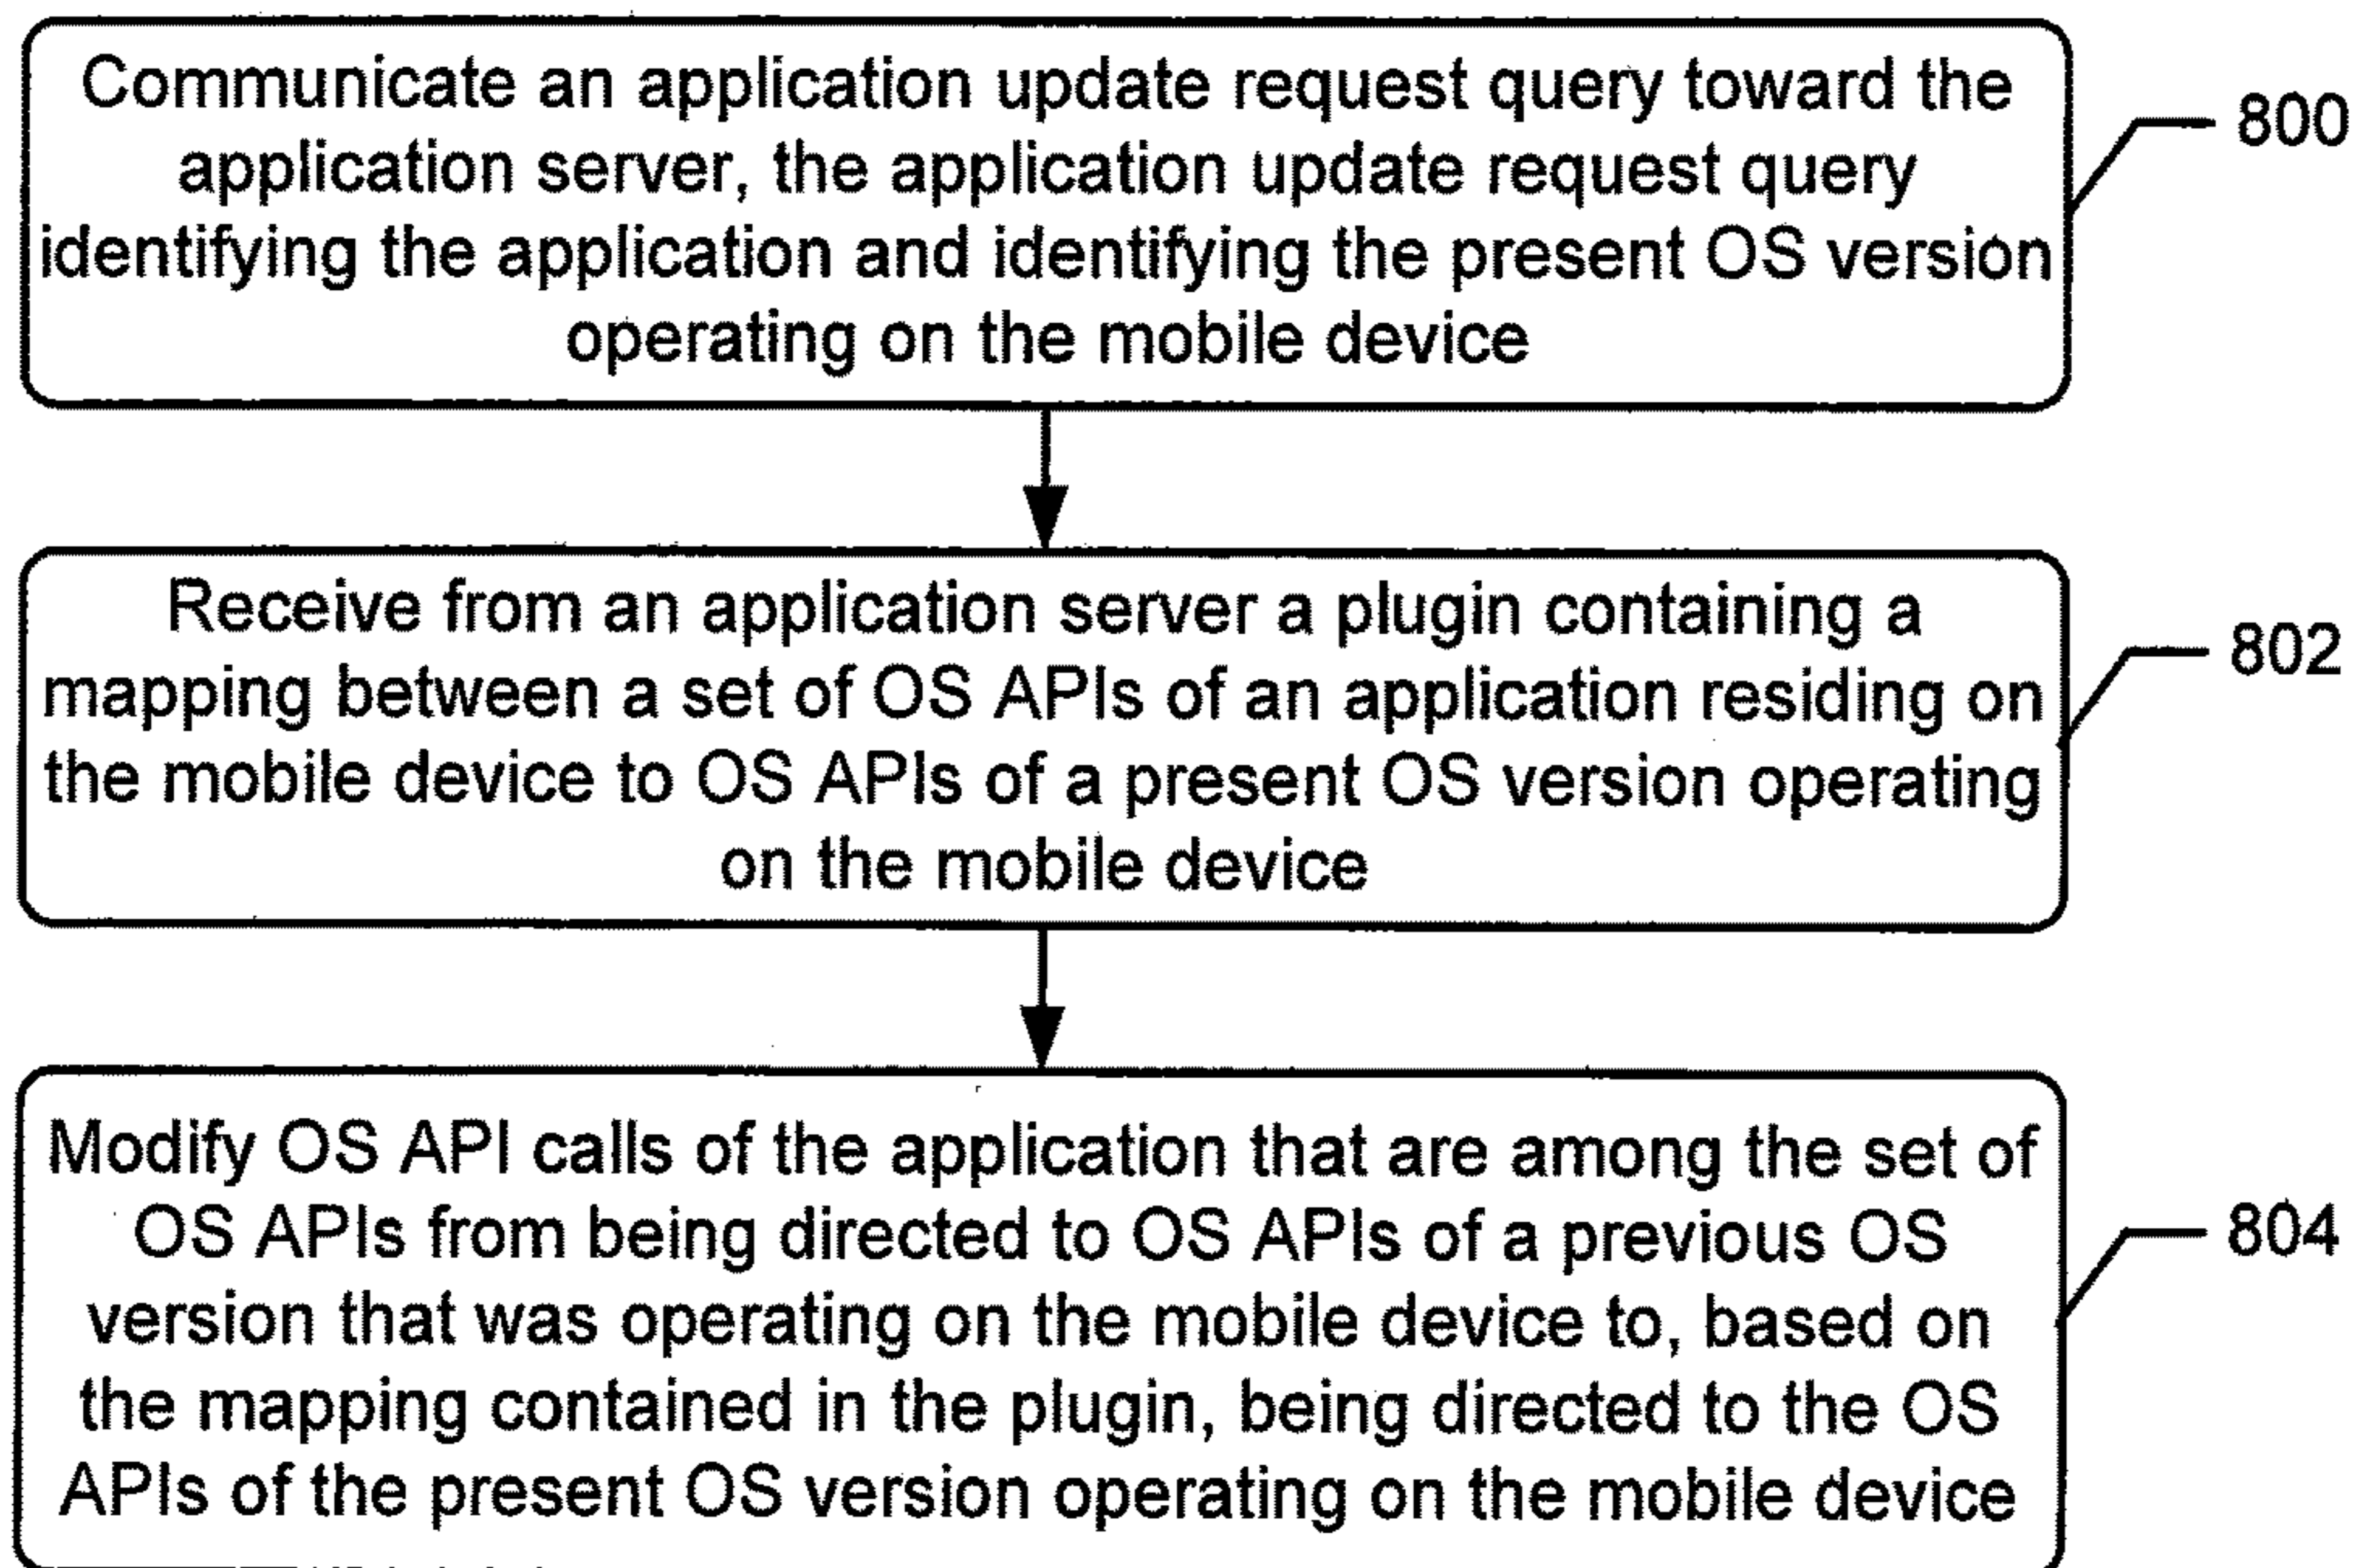 Communicate an application update request query toward the
application server, the application update request query
identifying the application and identifying the present OS version
operating on the mobile device
800
Receive from an application server a plugin containing a
mapping between a set of OS APIs of an application residing on
the mobile device to OS APIs of a present OS version operating
on the mobile device
802
Modify OS API calls of the application that are among the set of
OS APIs from being directed to OS APIs of a previous OS
version that was operating on the mobile device to, based on
the mapping contained in the plugin, being directed to the OS
APIs of the present OS version operating on the mobile device
804